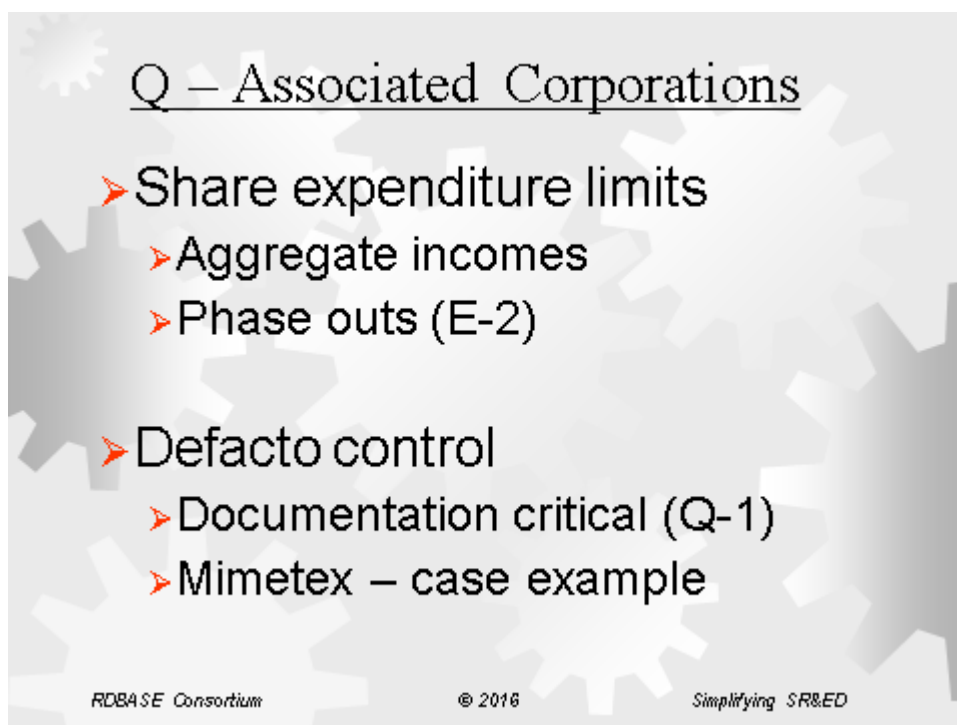 Q – Associated Corporations
➢Share expenditure limits
➢Aggregate incomes
➢Phase outs (E-2)
➢Defacto control
➢Documentation critical (Q-1)
➢Mimetex – case example
RDBASE Consortium © 2016 Simplifying SR&ED